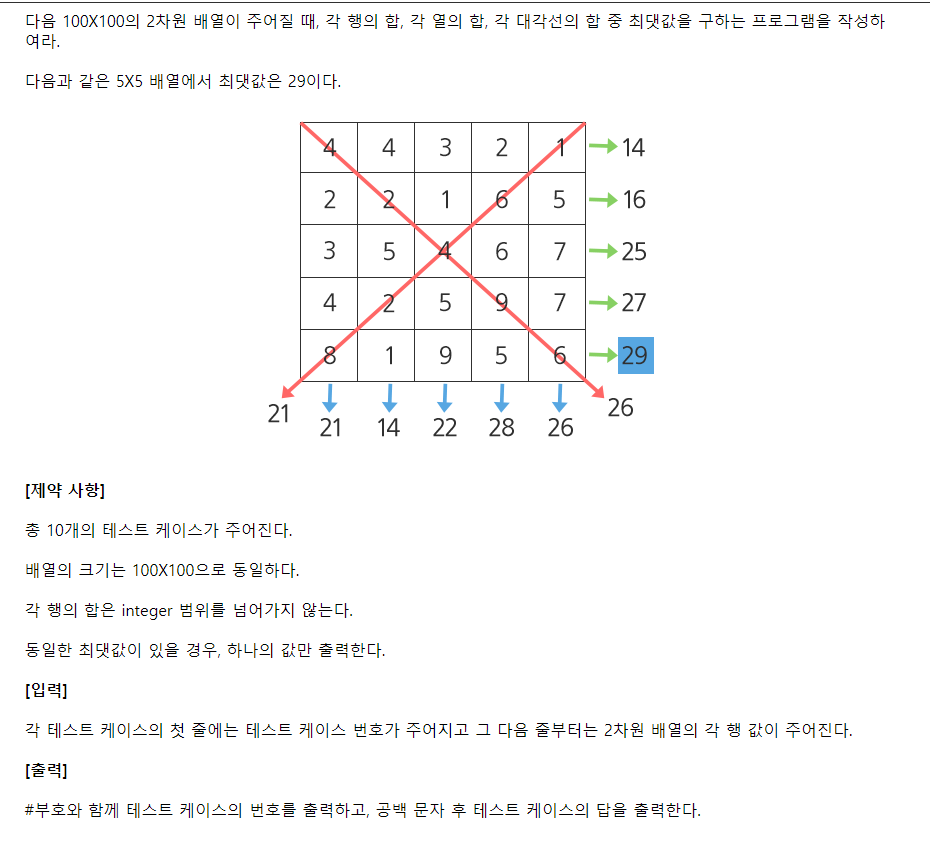 다음 100X100의 2차원 배열이 주어질 때, 각 행의 합, 각 열의 합, 각 대각선의 합 중 최댓값을 구하는 프로그램을 작성하
여라.
다음과 같은 5X5 배열에서 최댓값은 29이다.
4 4 3 2 1 14
2 2 1 6 5 16
3 5 4 6 7 25
4 2 5 9 7 27
8 1 9 5 6 29
21 21 14 22 28 26 26
[제약 사항]
총 10개의 테스트 케이스가 주어진다.
배열의 크기는 100X100으로 동일하다.
각 행의 합은 integer 범위를 넘어가지 않는다.
동일한 최댓값이 있을 경우, 하나의 값만 출력한다.
[입력]
각 테스트 케이스의 첫 줄에는 테스트 케이스 번호가 주어지고 그 다음 줄부터는 2차원 배열의 각 행 값이 주어진다.
[출력]
#부호와 함께 테스트 케이스의 번호를 출력하고, 공백 문자 후 테스트 케이스의 답을 출력한다.